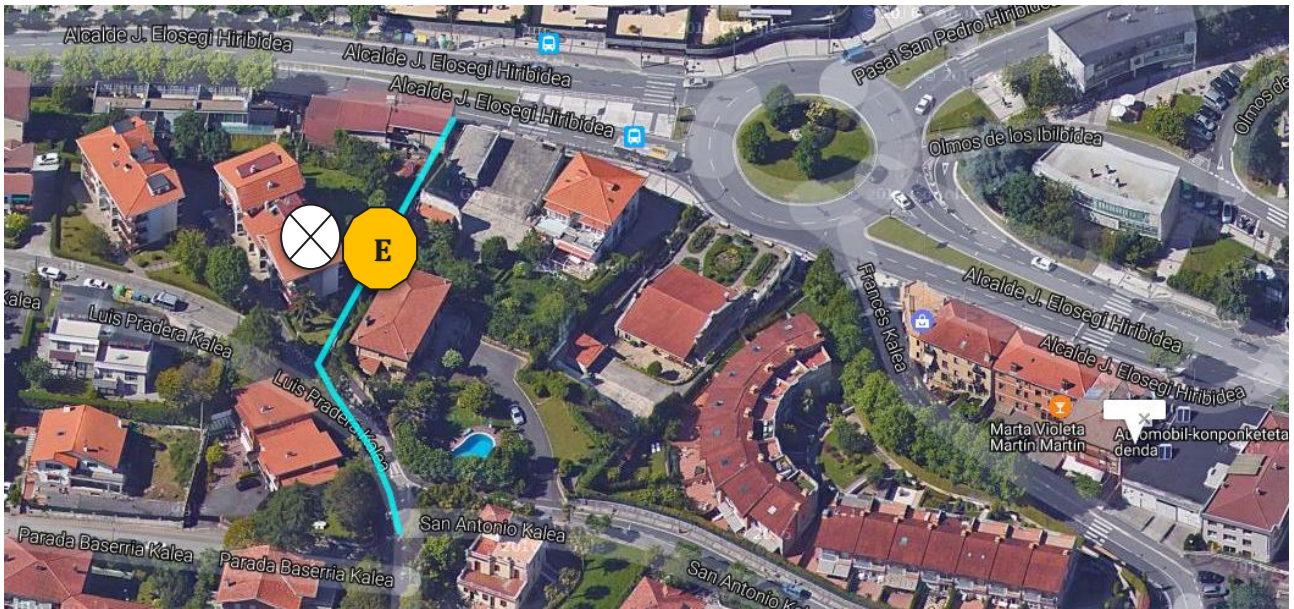 Alcalde J. Elosegi Hiribidea
Alcalde J. Elosegi Hiribidea
Alcalde J. Elosegi Hiribidea
Pasai San Pedro Hiribidea
Olmos de los Ibilbidea
Olmos de
E
Kalea
Luis Pradera Kalea
Luis Pradera Kalea
Francés Kalea
Alcalde J. Elosegi Hiribidea
Alcalde J. Elosegi Hiribidea
Marta Violeta
Martín Martín
Automobil-konponketeta
denda
San Antonio Kalea
Parada Baserria Kalea
Parada Baserria Kalea
San Antonio Kalea